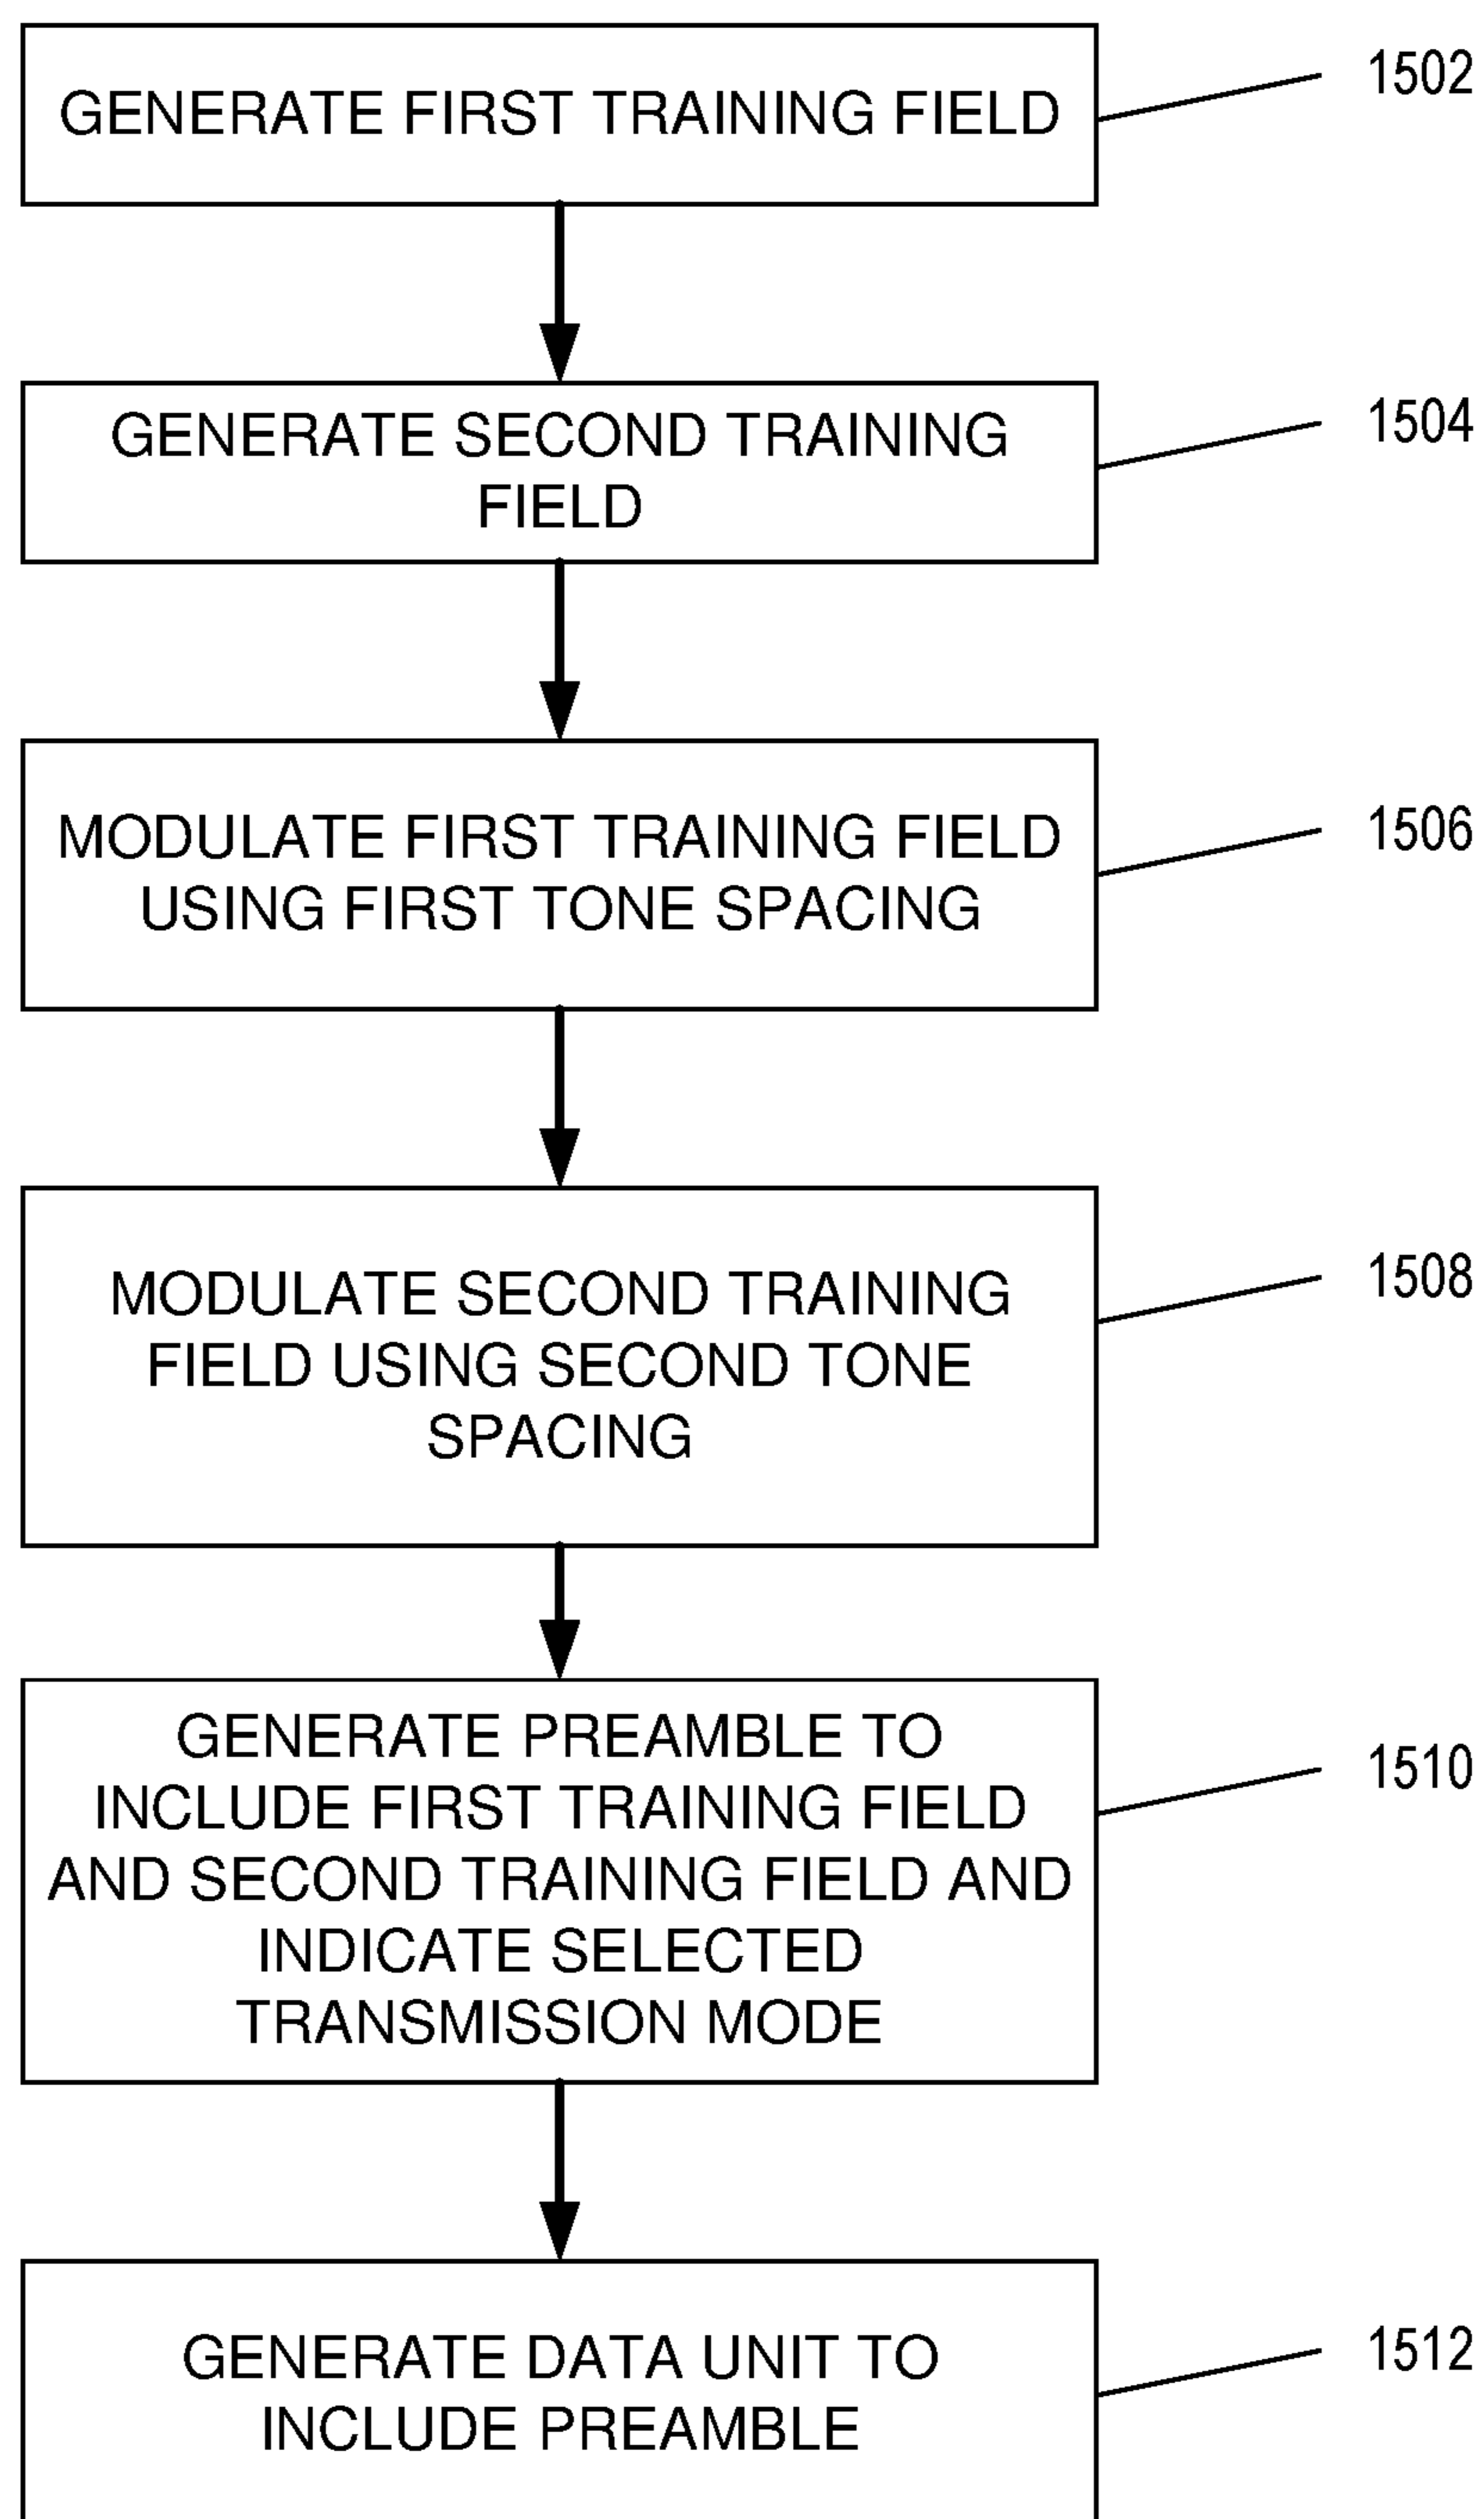 GENERATE FIRST TRAINING FIELD
1502
GENERATE SECOND TRAINING
FIELD
1504
MODULATE FIRST TRAINING FIELD
USING FIRST TONE SPACING
1506
MODULATE SECOND TRAINING
FIELD USING SECOND TONE
SPACING
1508
GENERATE PREAMBLE TO
INCLUDE FIRST TRAINING FIELD
AND SECOND TRAINING FIELD AND
INDICATE SELECTED
TRANSMISSION MODE
1510
GENERATE DATA UNIT TO
INCLUDE PREAMBLE
1512